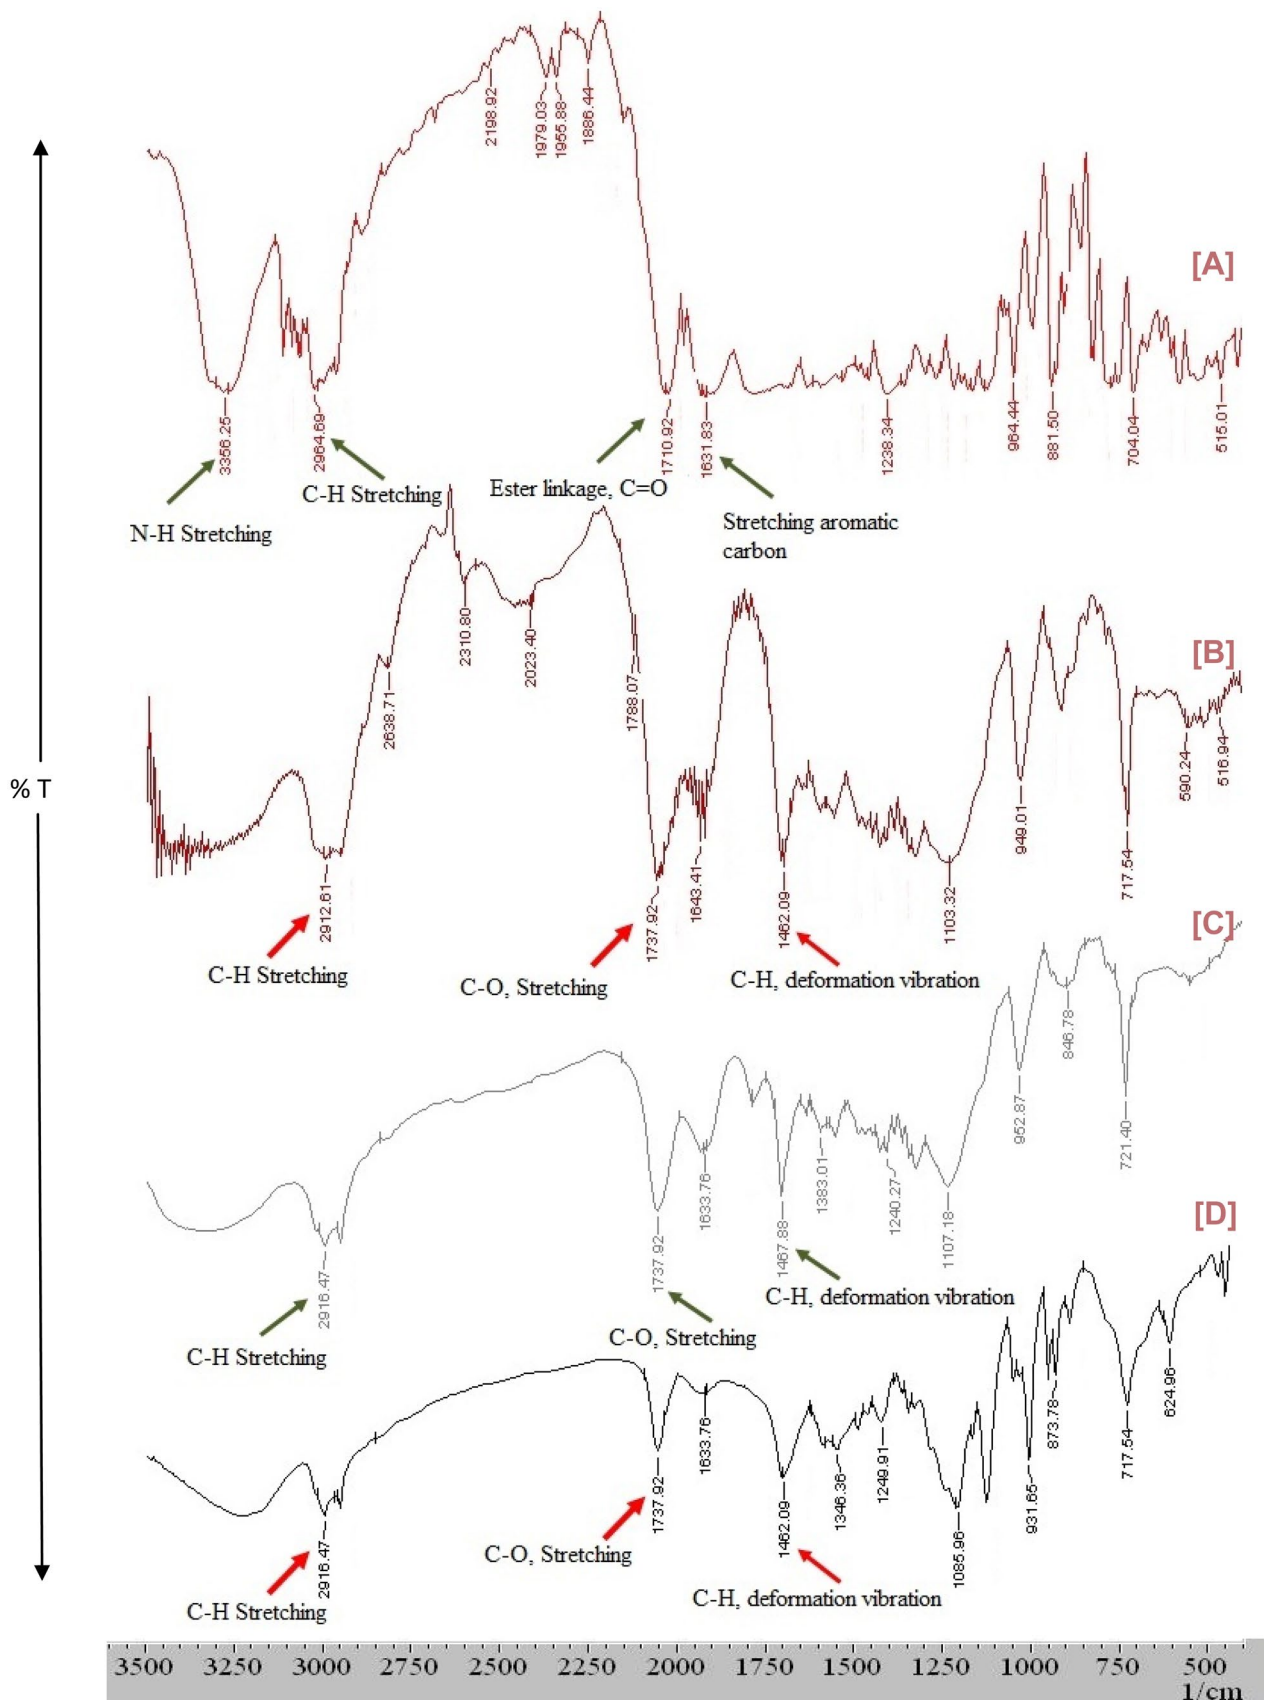 2198.92
1979.03
1955.88
1886.44
[A]
3356.25
2964.69
1710.92
1631.83
1238.34
964.44
881.50
704.04
515.01
C-H Stretching
Ester linkage, C=O
N-H Stretching
Stretching aromatic
carbon
2638.71
2310.80
2023.40
1788.07
[B]
590.24
516.94
% T
2912.61
1737.92
1643.41
1462.09
1103.32
949.01
717.54
[C]
C-H Stretching
C-O, Stretching
C-H, deformation vibration
846.78
952.87
721.40
2916.47
1737.92
1633.76
1467.88
1383.01
1240.27
1107.18
[D]
C-H, deformation vibration
C-O, Stretching
C-H Stretching
2916.47
1737.92
1633.76
1462.09
1346.36
1249.91
1085.96
931.65
873.78
717.54
624.96
C-O, Stretching
C-H Stretching
C-H, deformation vibration
3500 3250 3000 2750 2500 2250 2000 1750 1500 1250 1000 750 500
1/cm